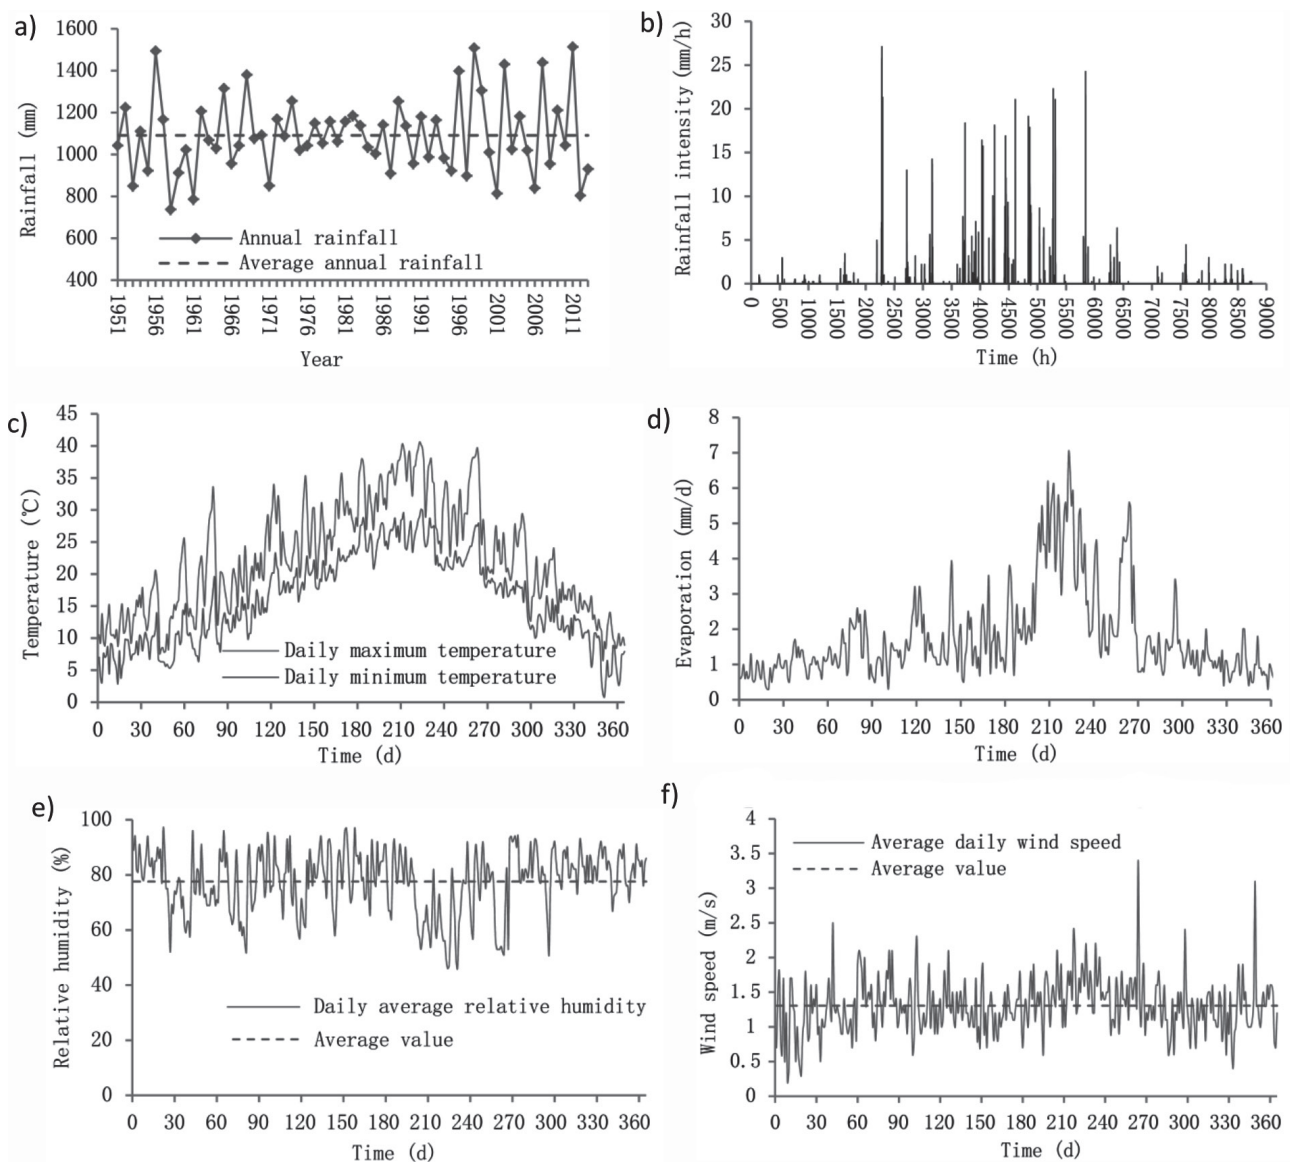 a)
1600
1400
1200
1000
800
600
400
Rainfall (mm)
Annual rainfall
Average annual rainfall
1951 1956 1961 1966 1971 1976 1981 1986 1991 1996 2001 2006 2011
Year
b)
30
25
20
15
10
5
0
Rainfall intensity (mm/h)
0 500 1000 1500 2000 2500 3000 3500 4000 4500 5000 5500 6000 6500 7000 7500 8000 8500 9000
Time (h)
c)
45
40
35
30
25
20
15
10
5
0
Temperature (℃)
Daily maximum temperature
Daily minimum temperature
0 30 60 90 120 150 180 210 240 270 300 330 360
Time (d)
d)
8
7
6
5
4
3
2
1
0
Evaporation (mm/d)
0 30 60 90 120 150 180 210 240 270 300 330 360
Time (d)
e)
100
80
60
40
20
0
Relative humidity (%)
Daily average relative humidity
Average value
0 30 60 90 120 150 180 210 240 270 300 330 360
Time (d)
f)
4
3.5
3
2.5
2
1.5
1
0.5
0
Wind speed (m/s)
Average daily wind speed
Average value
0 30 60 90 120 150 180 210 240 270 300 330 360
Time (d)